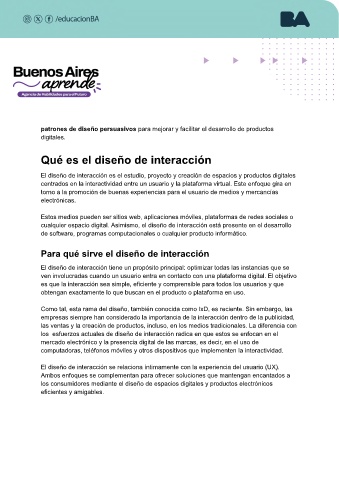 /educacionBA
BA
Buenos Aires
aprende
Agencia de Habilidades para el Futuro
patrones de diseño persuasivos para mejorar y facilitar el desarrollo de productos
digitales.
Qué es el diseño de interacción
El diseño de interacción es el estudio, proyecto y creación de espacios y productos digitales
centrados en la interactividad entre un usuario y la plataforma virtual. Este enfoque gira en
torno a la promoción de buenas experiencias para el usuario de medios y mercancías
electrónicas.
Estos medios pueden ser sitios web, aplicaciones móviles, plataformas de redes sociales o
cualquier espacio digital. Asimismo, el diseño de interacción está presente en el desarrollo
de software, programas computacionales o cualquier producto informático.
Para qué sirve el diseño de interacción
El diseño de interacción tiene un propósito principal: optimizar todas las instancias que se
ven involucradas cuando un usuario entra en contacto con una plataforma digital. El objetivo
es que la interacción sea simple, eficiente y comprensible para todos los usuarios y que
obtengan exactamente lo que buscan en el producto o plataforma en uso.
Como tal, esta rama del diseño, también conocida como IxD, es reciente. Sin embargo, las
empresas siempre han considerado la importancia de la interacción dentro de la publicidad,
las ventas y la creación de productos, incluso, en los medios tradicionales. La diferencia con
los esfuerzos actuales de diseño de interacción radica en que estos se enfocan en el
mercado electrónico y la presencia digital de las marcas, es decir, en el uso de
computadoras, teléfonos móviles y otros dispositivos que implementen la interactividad.
El diseño de interacción se relaciona íntimamente con la experiencia del usuario (UX).
Ambos enfoques se complementan para ofrecer soluciones que mantengan encantados a
los consumidores mediante el diseño de espacios digitales y productos electrónicos
eficientes y amigables.